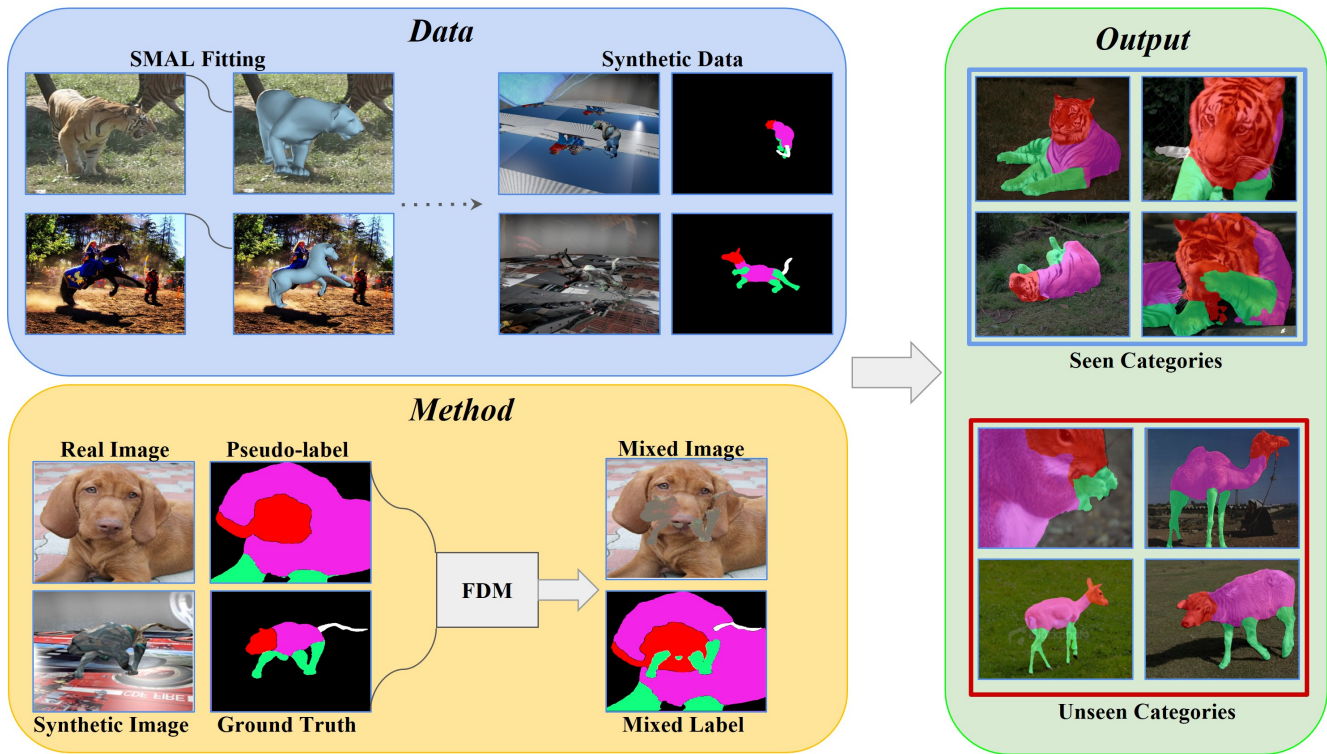 Data
SMAL Fitting
Synthetic Data
Method
Real Image
Pseudo-label
Mixed Image
FDM
Synthetic Image
Ground Truth
Mixed Label
Output
Seen Categories
Unseen Categories